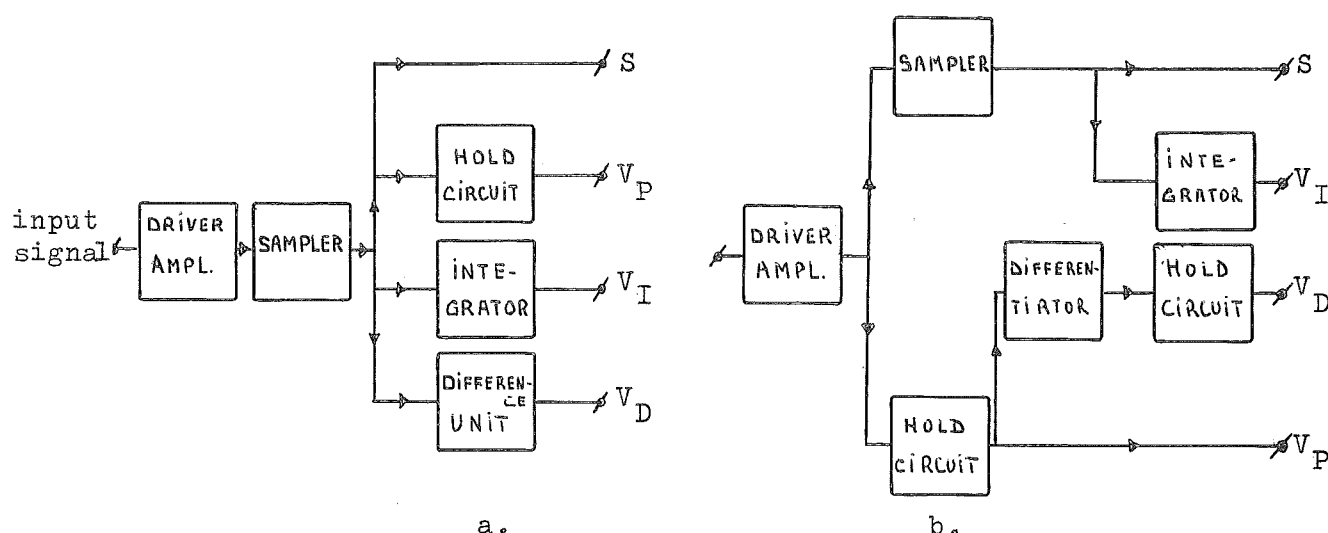 S
HOLD
CIRCUIT
V_P
input
signal
DRIVER
AMPL.
SAMPLER
INTE-
GRATOR
V_I
DIFFEREN-
CE
UNIT
V_D
a.
SAMPLER
S
INTE-
GRATOR
V_I
DRIVER
AMPL.
DIFFEREN-
TIATOR
HOLD
CIRCUIT
V_D
HOLD
CIRCUIT
V_P
b.